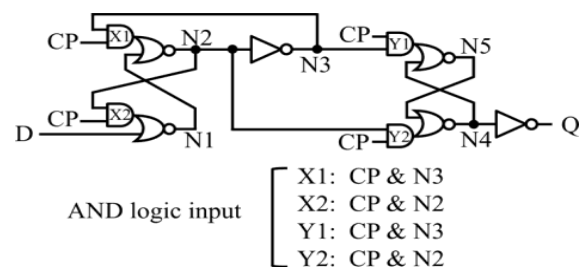 CP X1 N2 CP Y1 N5
N3
CP X2 CP Y2 Q
D N1 N4
X1: CP & N3
X2: CP & N2
AND logic input
Y1: CP & N3
Y2: CP & N2